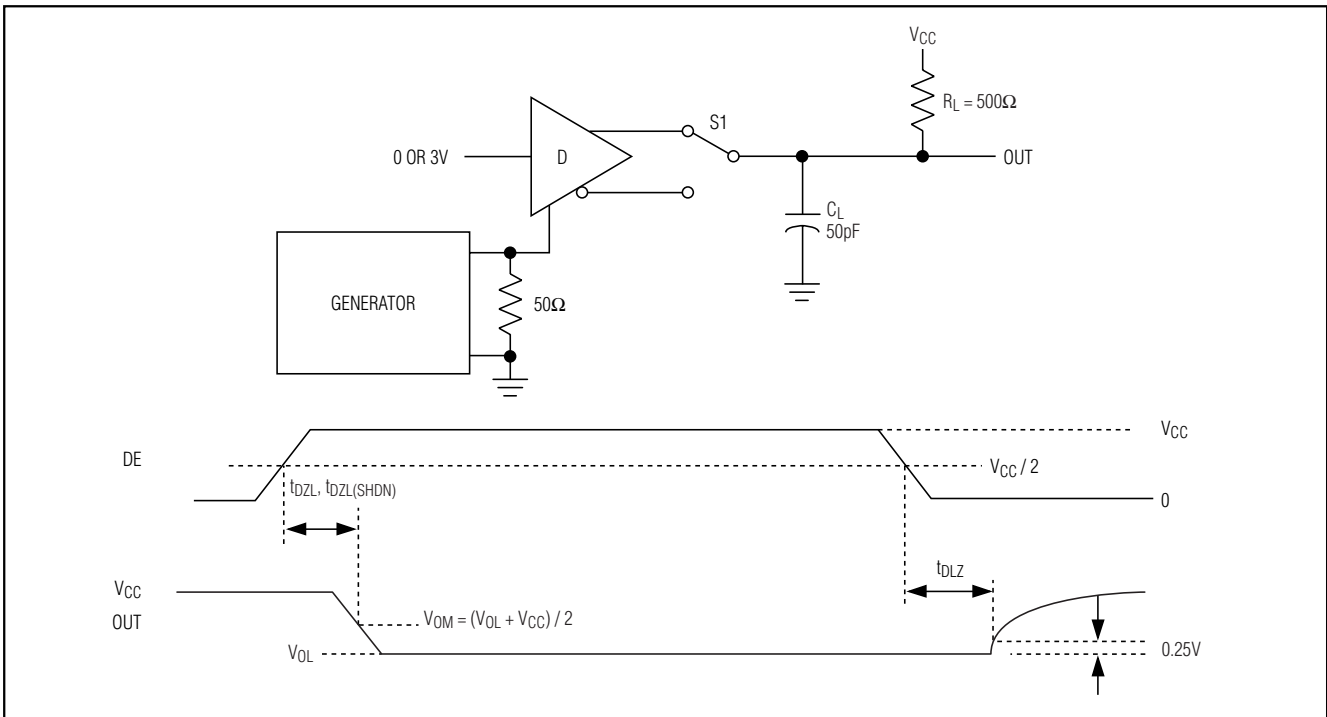 VCC
RL = 500Ω
S1
0 OR 3V
D
OUT
CL
50pF
GENERATOR
50Ω
VCC
DE
VCC / 2
tDZL, tDZL(SHDN)
0
tDLZ
VCC
OUT
VOM = (VOL + VCC) / 2
VOL
0.25V